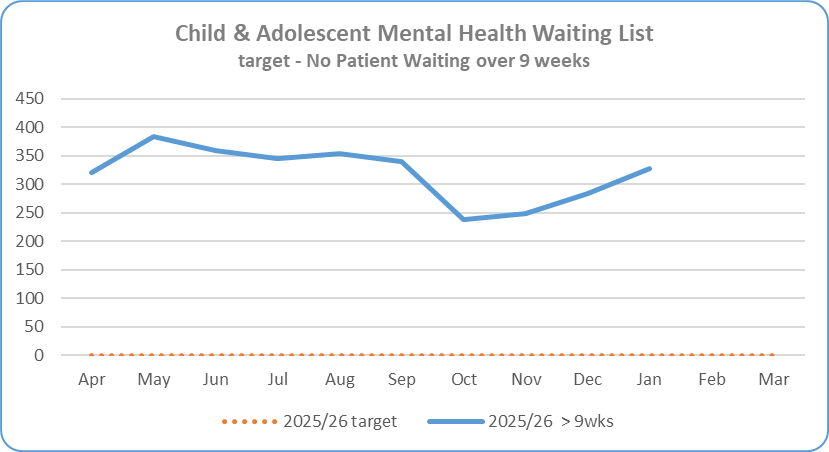 Child & Adolescent Mental Health Waiting List
target - No Patient Waiting over 9 weeks
450
400
350
300
250
200
150
100
50
0
Apr May Jun Jul Aug Sep Oct Nov Dec Jan Feb Mar
2025/26 target 2025/26 > 9wks